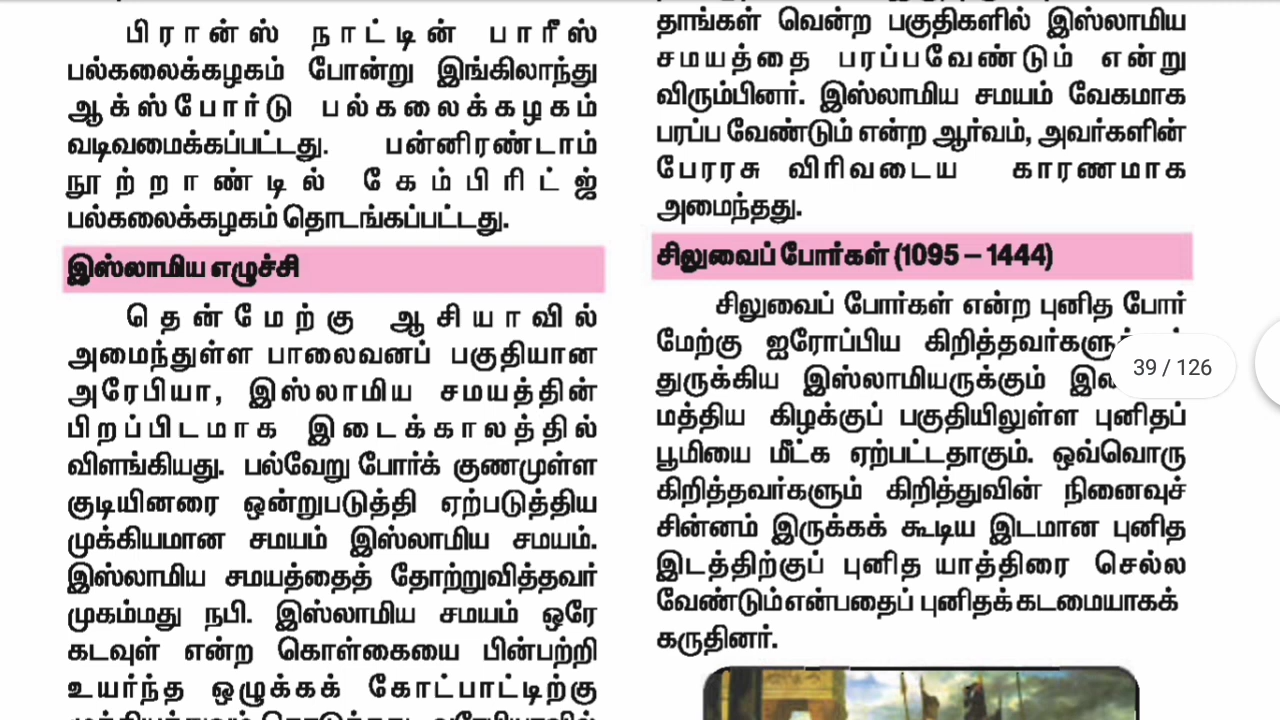 பிரான்ஸ் நாட்டின் பாரீஸ்
பல்கலைக்கழகம் போன்று இங்கிலாந்து
ஆக்ஸ்போர்டு பல்கலைக்கழகம்
வடிவமைக்கப்பட்டது. பன்னிரண்டாம்
நூற்றாண்டில் கேம்பிரிட்ஜ்
பல்கலைக்கழகம் தொடங்கப்பட்டது.
இஸ்லாமிய எழுச்சி
தென்மேற்கு ஆசியாவில்
அமைந்துள்ள பாலைவனப் பகுதியான
அரேபியா, இஸ்லாமிய சமயத்தின்
பிறப்பிடமாக இடைக்காலத்தில்
விளங்கியது. பல்வேறு போர்க் குணமுள்ள
குடியினரை ஒன்றுபடுத்தி ஏற்படுத்திய
முக்கியமான சமயம் இஸ்லாமிய சமயம்.
இஸ்லாமிய சமயத்தைத் தோற்றுவித்தவர்
முகம்மது நபி. இஸ்லாமிய சமயம் ஒரே
கடவுள் என்ற கொள்கையை பின்பற்றி
உயர்ந்த ஒழுக்கக் கோட்பாட்டிற்கு
தாங்கள் வென்ற பகுதிகளில் இஸ்லாமிய
சமயத்தை பரப்பவேண்டும் என்று
விரும்பினர். இஸ்லாமிய சமயம் வேகமாக
பரப்ப வேண்டும் என்ற ஆர்வம், அவர்களின்
பேரரசு விரிவடைய காரணமாக
அமைந்தது.
சிலுவைப் போர்கள் (1095 – 1444)
சிலுவைப் போர்கள் என்ற புனித போர்
மேற்கு ஐரோப்பிய
துருக்கிய இஸ்லாமியருக்கும்
மத்திய கிழக்குப் பகுதியிலுள்ள புனிதப்
பூமியை மீட்க ஏற்பட்டதாகும். ஒவ்வொரு
கிறித்தவர்களும் கிறித்துவின் நினைவுச்
சின்னம் இருக்கக் கூடிய இடமான புனித
இடத்திற்குப் புனித யாத்திரை செல்ல
வேண்டும் என்பதைப் புனிதக் கடமையாகக்
கருதினர்.
39 / 126